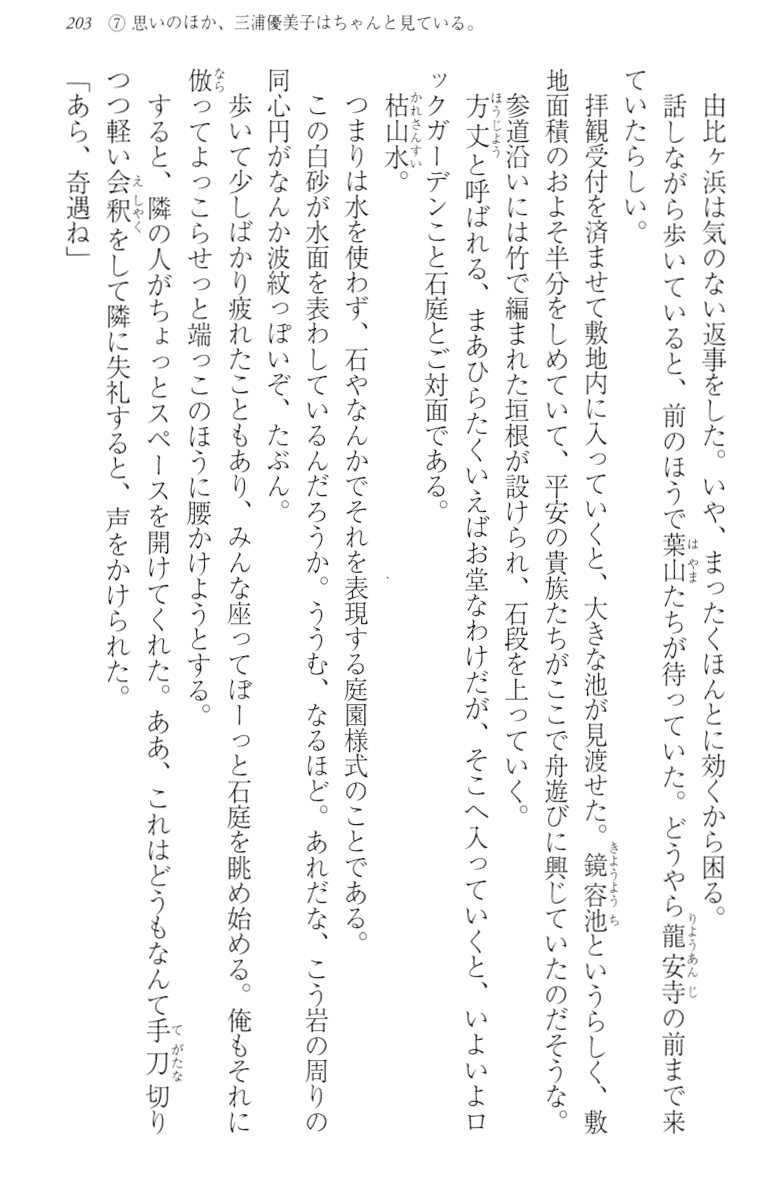 203 ⑦ 思いのほか、三浦優美子はちゃんと見ている。
由比ヶ浜は気のない返事をした。いや、まったくほんとに効くから困る。
話しながら歩いていると、前のほうで葉山たちが待っていた。どうやら龍安寺の前まで来
ていたらしい。
拝観受付を済ませて敷地内に入っていくと、大きな池が見渡せた。鏡容池というらしく、敷
地面積のおよそ半分をしめていて、平安の貴族たちがここで舟遊びに興じていたのだそうな。
参道沿いには竹で編まれた垣根が設けられ、石段を上っていく。
方丈と呼ばれる、まあひらたくいえばお堂なわけだが、そこへ入っていくと、いよいよロ
ックガーデンこと石庭とご対面である。
枯山水。
つまりは水を使わず、石やなんかでそれを表現する庭園様式のことである。
この白砂が水面を表わしているんだろうか。ううむ、なるほど。あれだな、こう岩の周りの
同心円がなんか波紋っぽいぞ、たぶん。
歩いて少しばかり疲れたこともあり、みんな座ってぼーっと石庭を眺め始める。俺もそれに
倣ってよっこらせっと端っこのほうに腰かけようとする。
すると、隣の人がちょっとスペースを開けてくれた。ああ、これはどうもなんて手刀切り
つつ軽い会釈をして隣に失礼すると、声をかけられた。
「あら、奇遇ね」